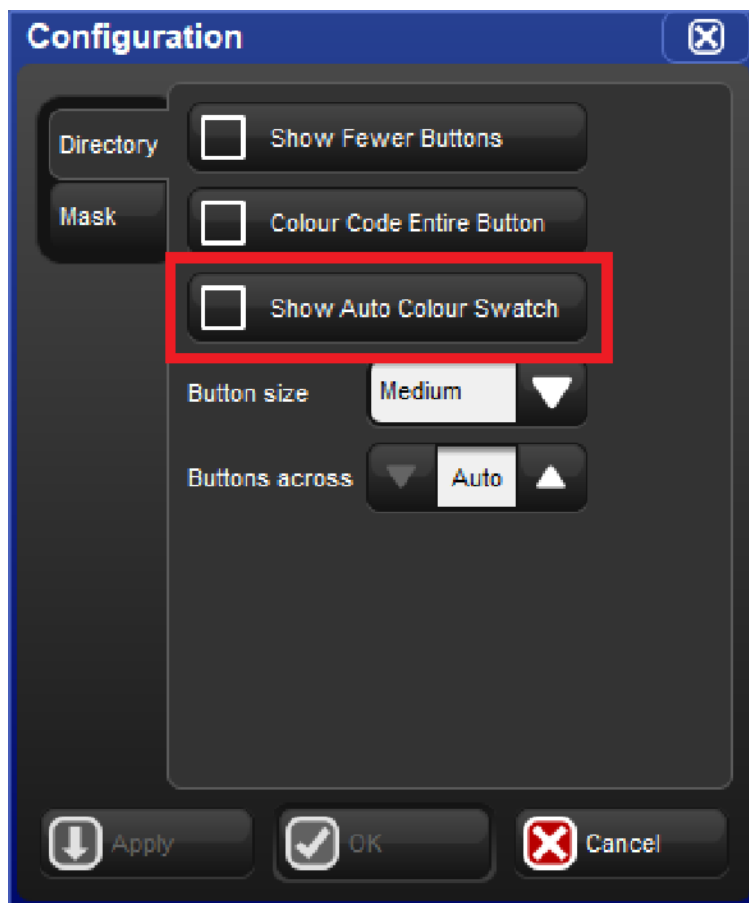 Configuration
Directory
Mask
Show Fewer Buttons
Colour Code Entire Button
Show Auto Colour Swatch
Button size Medium
Buttons across Auto
Apply OK Cancel